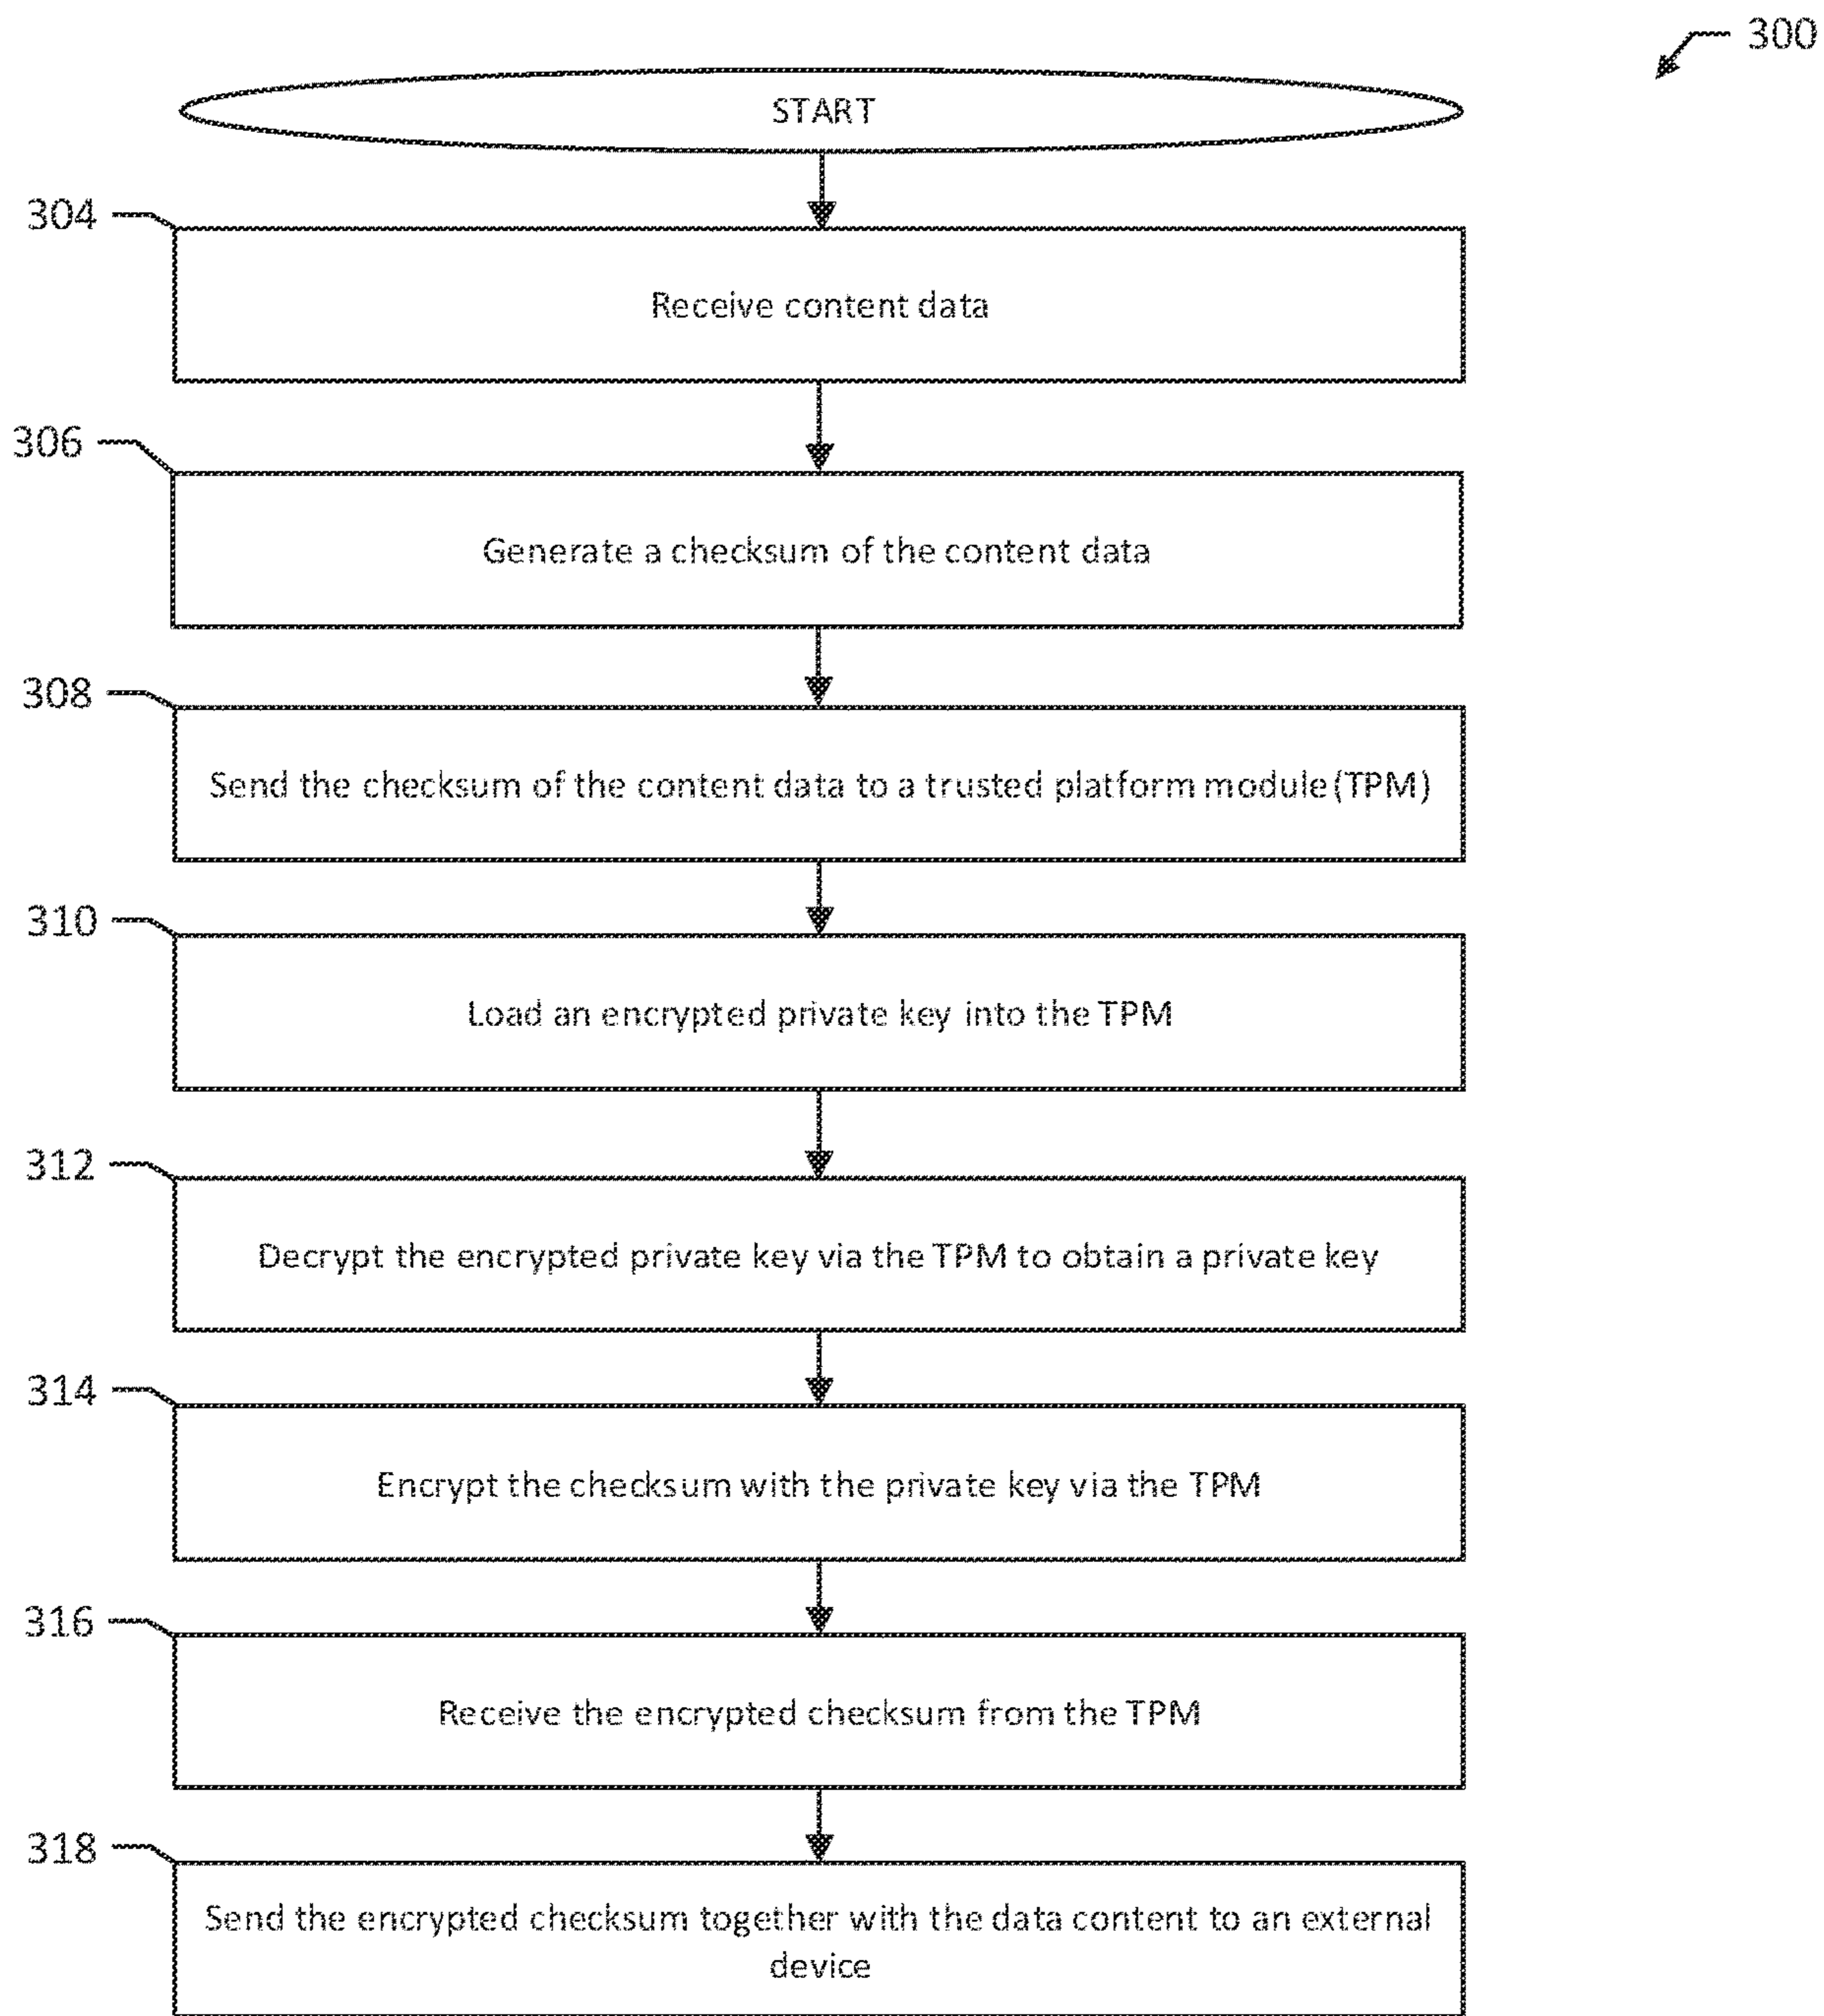 300
START
304
Receive content data
306
Generate a checksum of the content data
308
Send the checksum of the content data to a trusted platform module (TPM)
310
Load an encrypted private key into the TPM
312
Decrypt the encrypted private key via the TPM to obtain a private key
314
Encrypt the checksum with the private key via the TPM
316
Receive the encrypted checksum from the TPM
318
Send the encrypted checksum together with the data content to an external
device